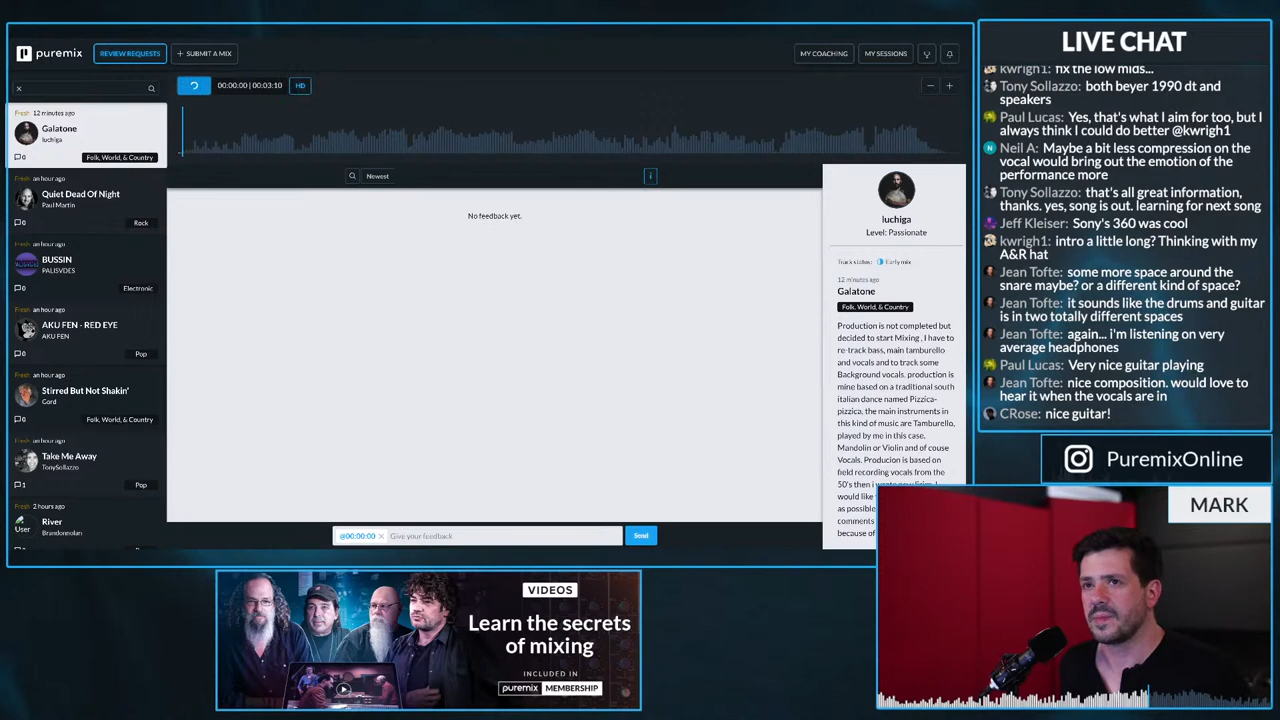 puremix
REVIEW REQUESTS
+ SUBMIT A MIX
MY COACHING
MY SESSIONS
00:00:00 | 00:03:10
HD
Fresh 12 minutes ago
Galatone
luchiga
0
Folk, World, & Country
Fresh an hour ago
Quiet Dead Of Night
Paul Martin
0
Rock
Fresh an hour ago
BUSSIN
PALISVDES
0
Electronic
Fresh an hour ago
AKU FEN - RED EYE
AKU FEN
0
Pop
Fresh an hour ago
Stirred But Not Shakin'
Gord
0
Folk, World, & Country
Fresh an hour ago
Take Me Away
TonySollazzo
1
Pop
Fresh 2 hours ago
River
User
Brandonnolan
Newest
No feedback yet.
@00:00:00 ×
Give your feedback
Send
luchiga
Level: Passionate
Track status: Early mix
12 minutes ago
Galatone
Folk, World, & Country
Production is not completed but
decided to start Mixing , I have to
re-track bass, main tamburello
and vocals and to track some
Background vocals. production is
mine based on a traditional south
italian dance named Pizzica-
pizzica, the main instruments in
this kind of music are Tamburello,
played by me in this case,
Mandolin or Violin and of couse
Vocals. Producion is based on
field recording vocals from the
50's then i
would like
as possible
comments
because of
LIVE CHAT
kwrigh1: fix the low mids...
Tony Sollazzo: both beyer 1990 dt and
speakers
Paul Lucas: Yes, that's what I aim for too, but I
always think I could do better @kwrigh1
N Neil A: Maybe a bit less compression on the
vocal would bring out the emotion of the
performance more
Tony Sollazzo: that's all great information,
thanks. yes, song is out. learning for next song
Jeff Kleiser: Sony's 360 was cool
kwrigh1: intro a little long? Thinking with my
A&R hat
Jean Tofte: some more space around the
snare maybe? or a different kind of space?
Jean Tofte: it sounds like the drums and guitar
is in two totally different spaces
Jean Tofte: again... i'm listening on very
average headphones
Paul Lucas: Very nice guitar playing
Jean Tofte: nice composition. would love to
hear it when the vocals are in
CRose: nice guitar!
PuremixOnline
MARK
VIDEOS
Learn the secrets
of mixing
INCLUDED IN
puremix MEMBERSHIP